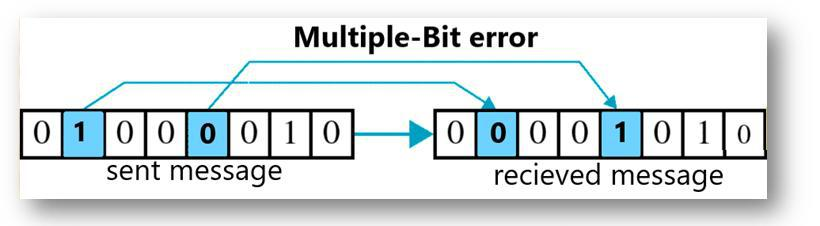 Multiple-Bit error
0 1 0 0 0 0 1 0
0 0 0 0 1 0 1 0
sent message
recieved message